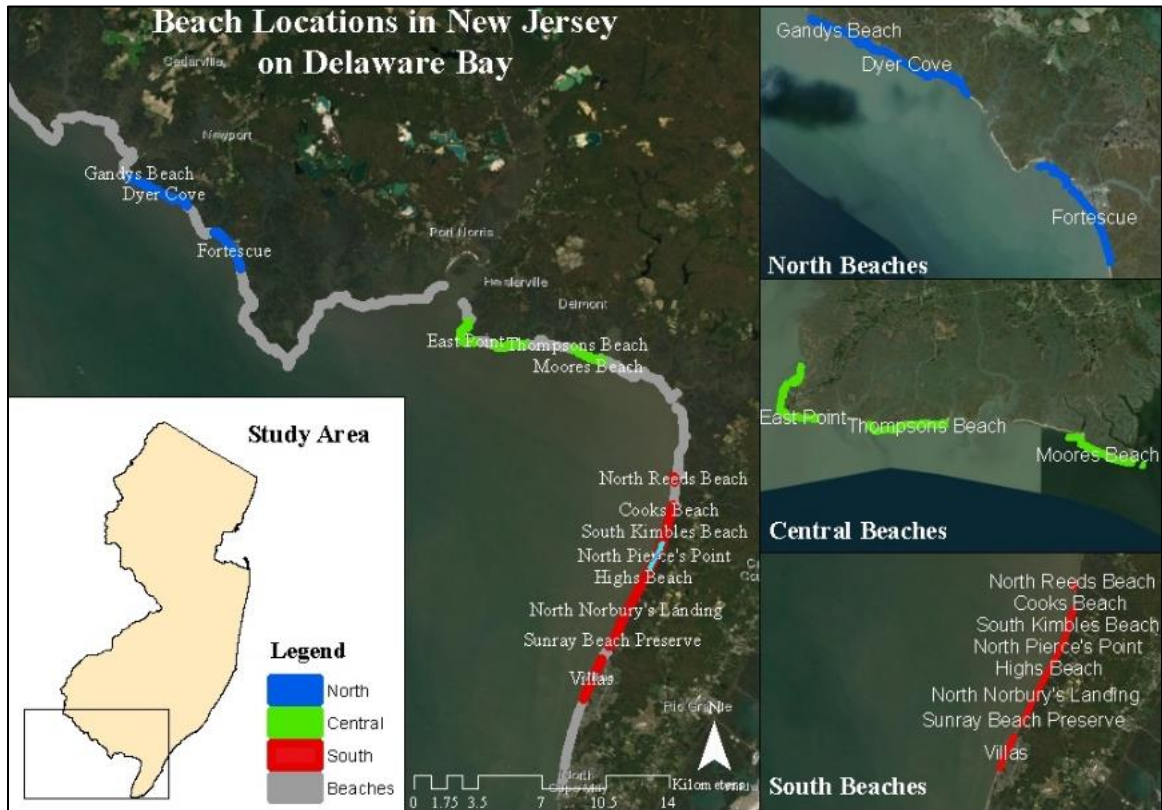 Beach Locations in New Jersey
on Delaware Bay
Cedarville
Newport
Gandys Beach
Dyer Cove
Fortescue
Port Norris
Heislerville
Delmont
East Point
Thompsons Beach
Moores Beach
North Reeds Beach
Cooks Beach
South Kimbles Beach
North Pierce's Point
Highs Beach
North Norbury's Landing
Sunray Beach Preserve
Villas
Rio Grande
North
Cape May
N
Kilometers
0 1.75 3.5 7 10.5 14
Study Area
Legend
North
Central
South
Beaches
Gandys Beach
Dyer Cove
Fortescue
North Beaches
East Point
Thompsons Beach
Moores Beach
Central Beaches
North Reeds Beach
Cooks Beach
South Kimbles Beach
North Pierce's Point
Highs Beach
North Norbury's Landing
Sunray Beach Preserve
Villas
South Beaches